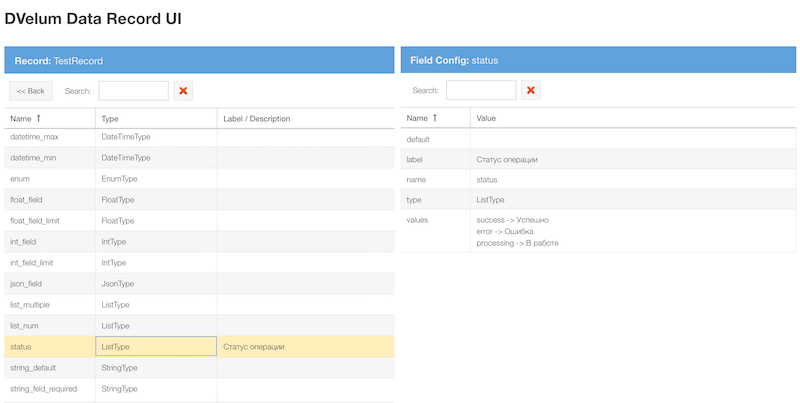 DVelum Data Record UI
Record: TestRecord
<< Back Search:
Name ↑ Type Label / Description
datetime_max DateTimeType
datetime_min DateTimeType
enum EnumType
float_field FloatType
float_field_limit FloatType
int_field IntType
int_field_limit IntType
json_field JsonType
list_multiple ListType
list_num ListType
status ListType Статус операции
string_default StringType
string_feld_required StringType
Field Config: status
Search:
Name ↑ Value
default
label Статус операции
name status
type ListType
values success -> Успешно
error -> Ошибка
processing -> В работе